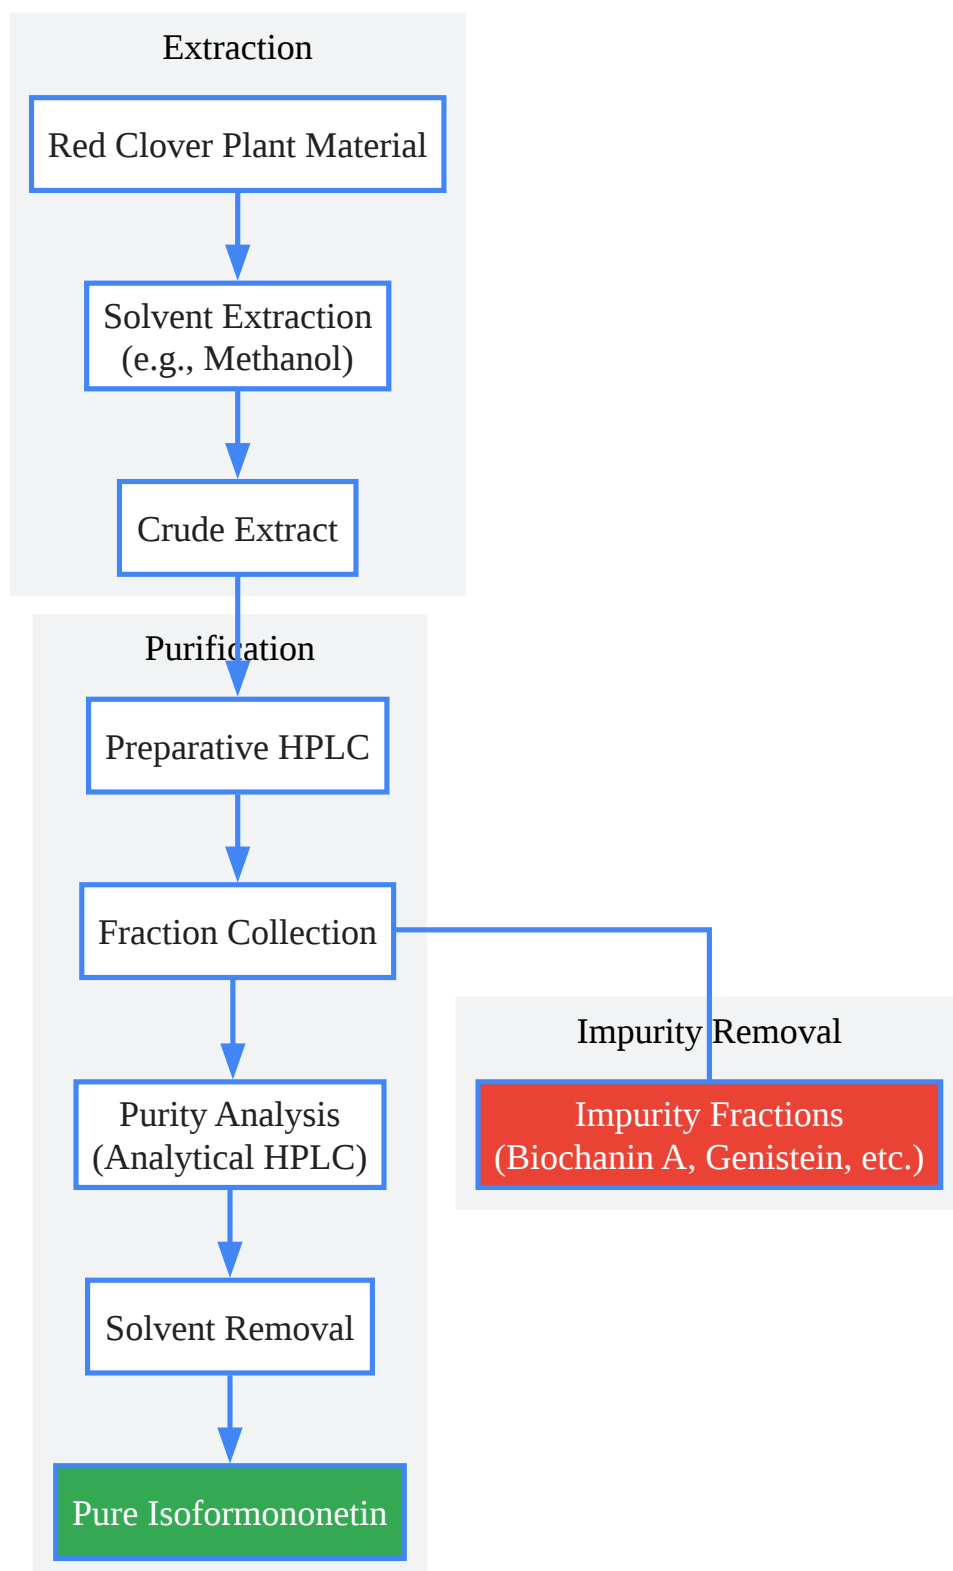 Extraction
Red Clover Plant Material
Solvent Extraction
(e.g., Methanol)
Crude Extract
Purification
Preparative HPLC
Fraction Collection
Impurity Removal
Purity Analysis
(Analytical HPLC)
Impurity Fractions
(Biochanin A, Genistein, etc.)
Solvent Removal
Pure Isoformononetin